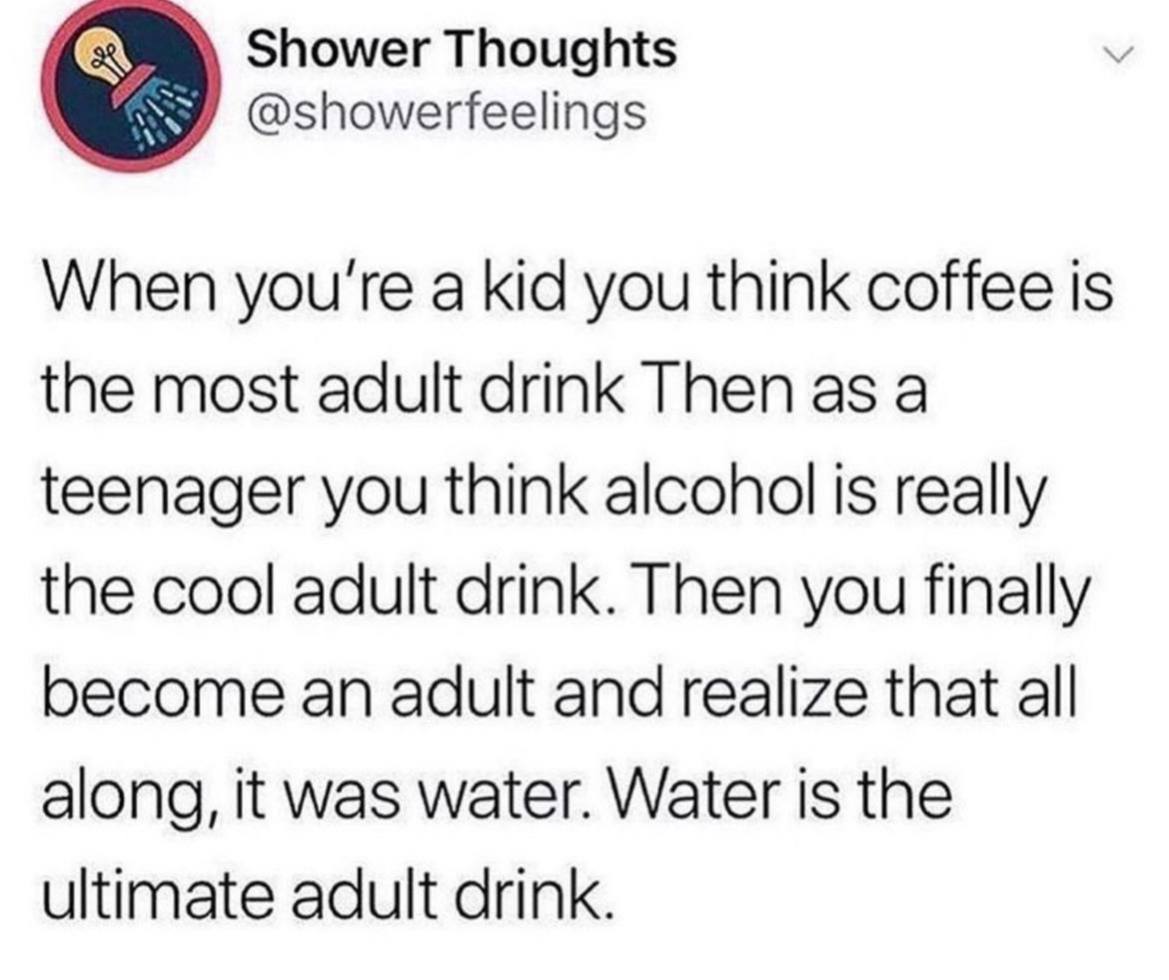 Shower Thoughts
@showerfeelings
When you're a kid you think coffee is
the most adult drink Then as a
teenager you think alcohol is really
the cool adult drink. Then you finally
become an adult and realize that all
along, it was water. Water is the
ultimate adult drink.